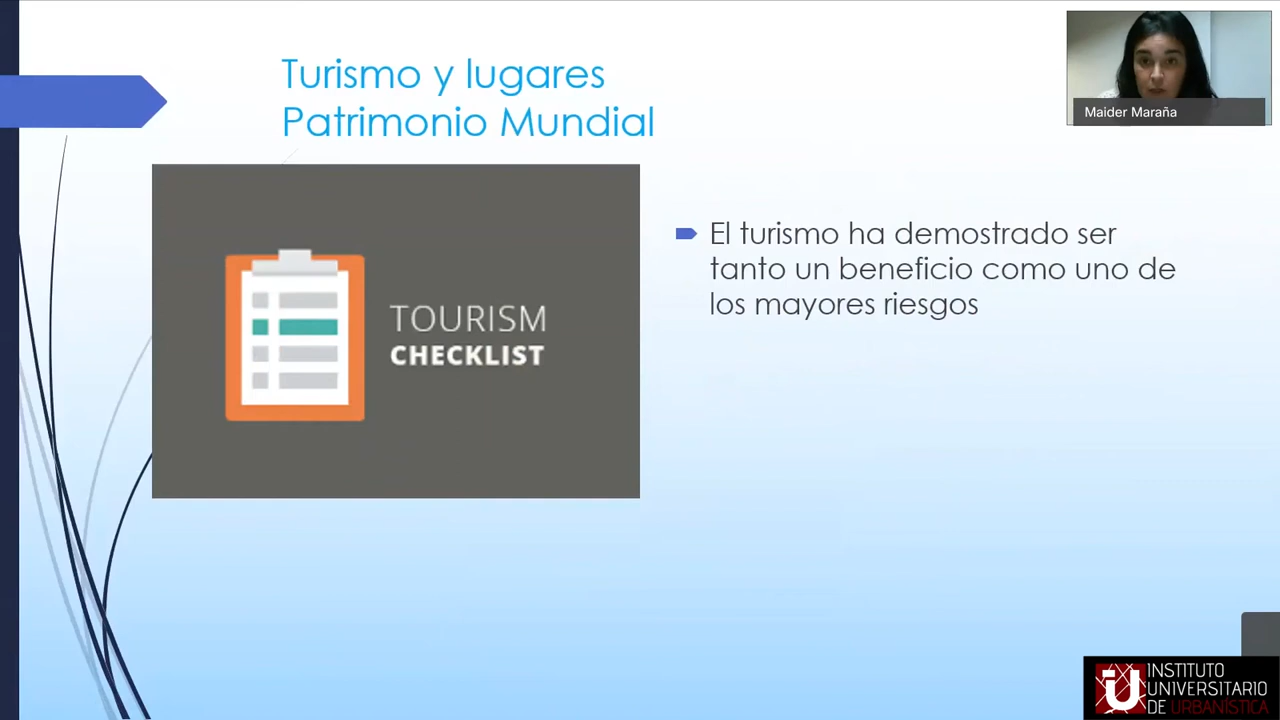 Turismo y lugares
Patrimonio Mundial
Maider Maraña
TOURISM
CHECKLIST
El turismo ha demostrado ser
tanto un beneficio como uno de
los mayores riesgos
INSTITUTO
UNIVERSITARIO
DE URBANÍSTICA